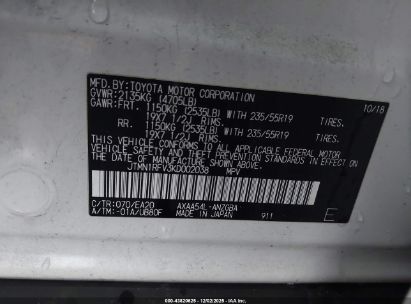 MFD.BY:TOYOTA MOTOR CORPORATION 10/18
GVWR:2135KG (4705LB)
GAWR:FRT. 1150KG (2535LB) WITH 235/55R19 TIRES,
19X7 1/2J RIMS,
RR. 1150KG (2535LB) WITH 235/55R19 TIRES,
19X7 1/2J RIMS,
THIS VEHICLE CONFORMS TO ALL APPLICABLE FEDERAL MOTOR
VEHICLE SAFETY, BUMPER, AND THEFT PREVENTION STANDARDS IN EFFECT
ON THE DATE OF MANUFACTURE SHOWN ABOVE.
JTMN1RFV3KD002038 MPV
C/TR:070/EA20 AXAA54L-ANZGBA
A/TM:-01A/UB80F MADE IN JAPAN 911 E